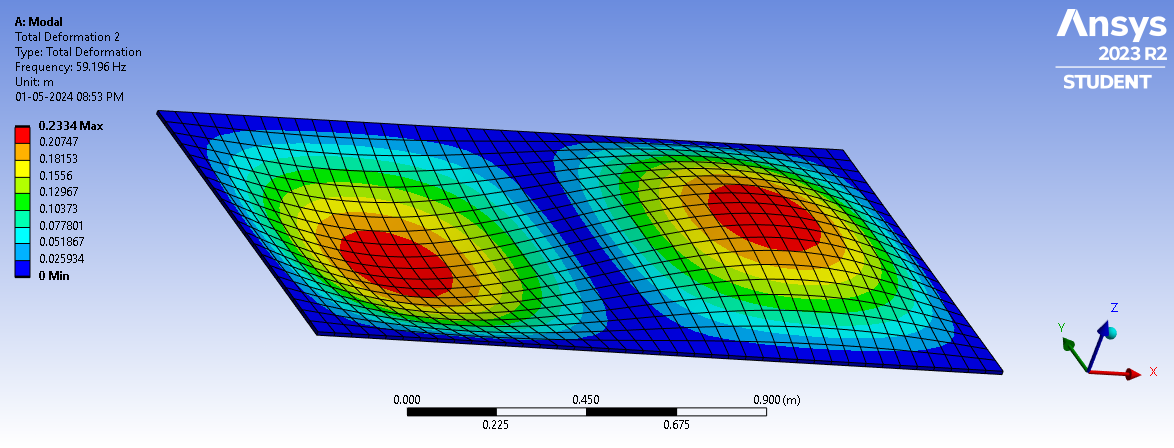 A: Modal
Total Deformation 2
Type: Total Deformation
Frequency: 59.196 Hz
Unit: m
01-05-2024 08:53 PM
0.2334 Max
0.20747
0.18153
0.1556
0.12967
0.10373
0.077801
0.051867
0.025934
0 Min
Ansys
2023 R2
STUDENT
0.000 0.450 0.900 (m)
0.225 0.675
Z
Y
X